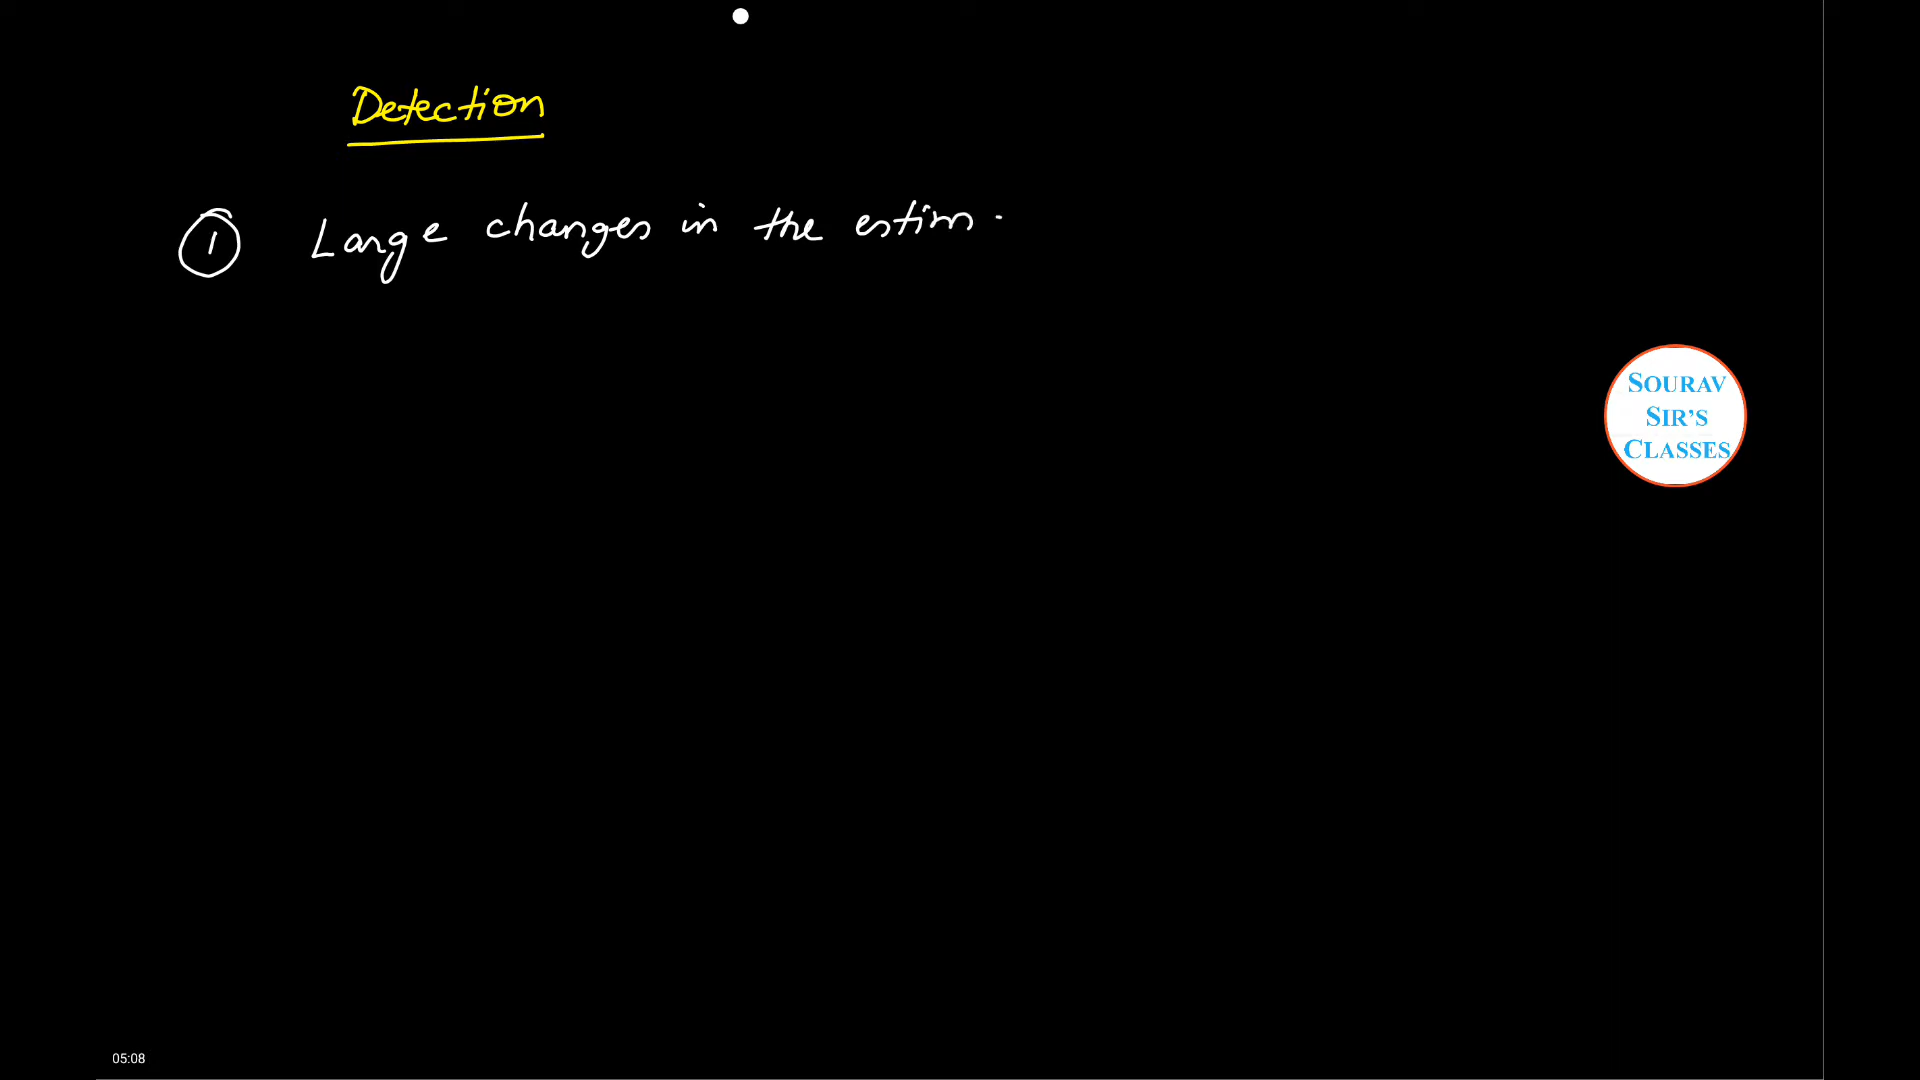 Detection
1 Large changes in the estim
SOURAV
SIR'S
CLASSES
05:08